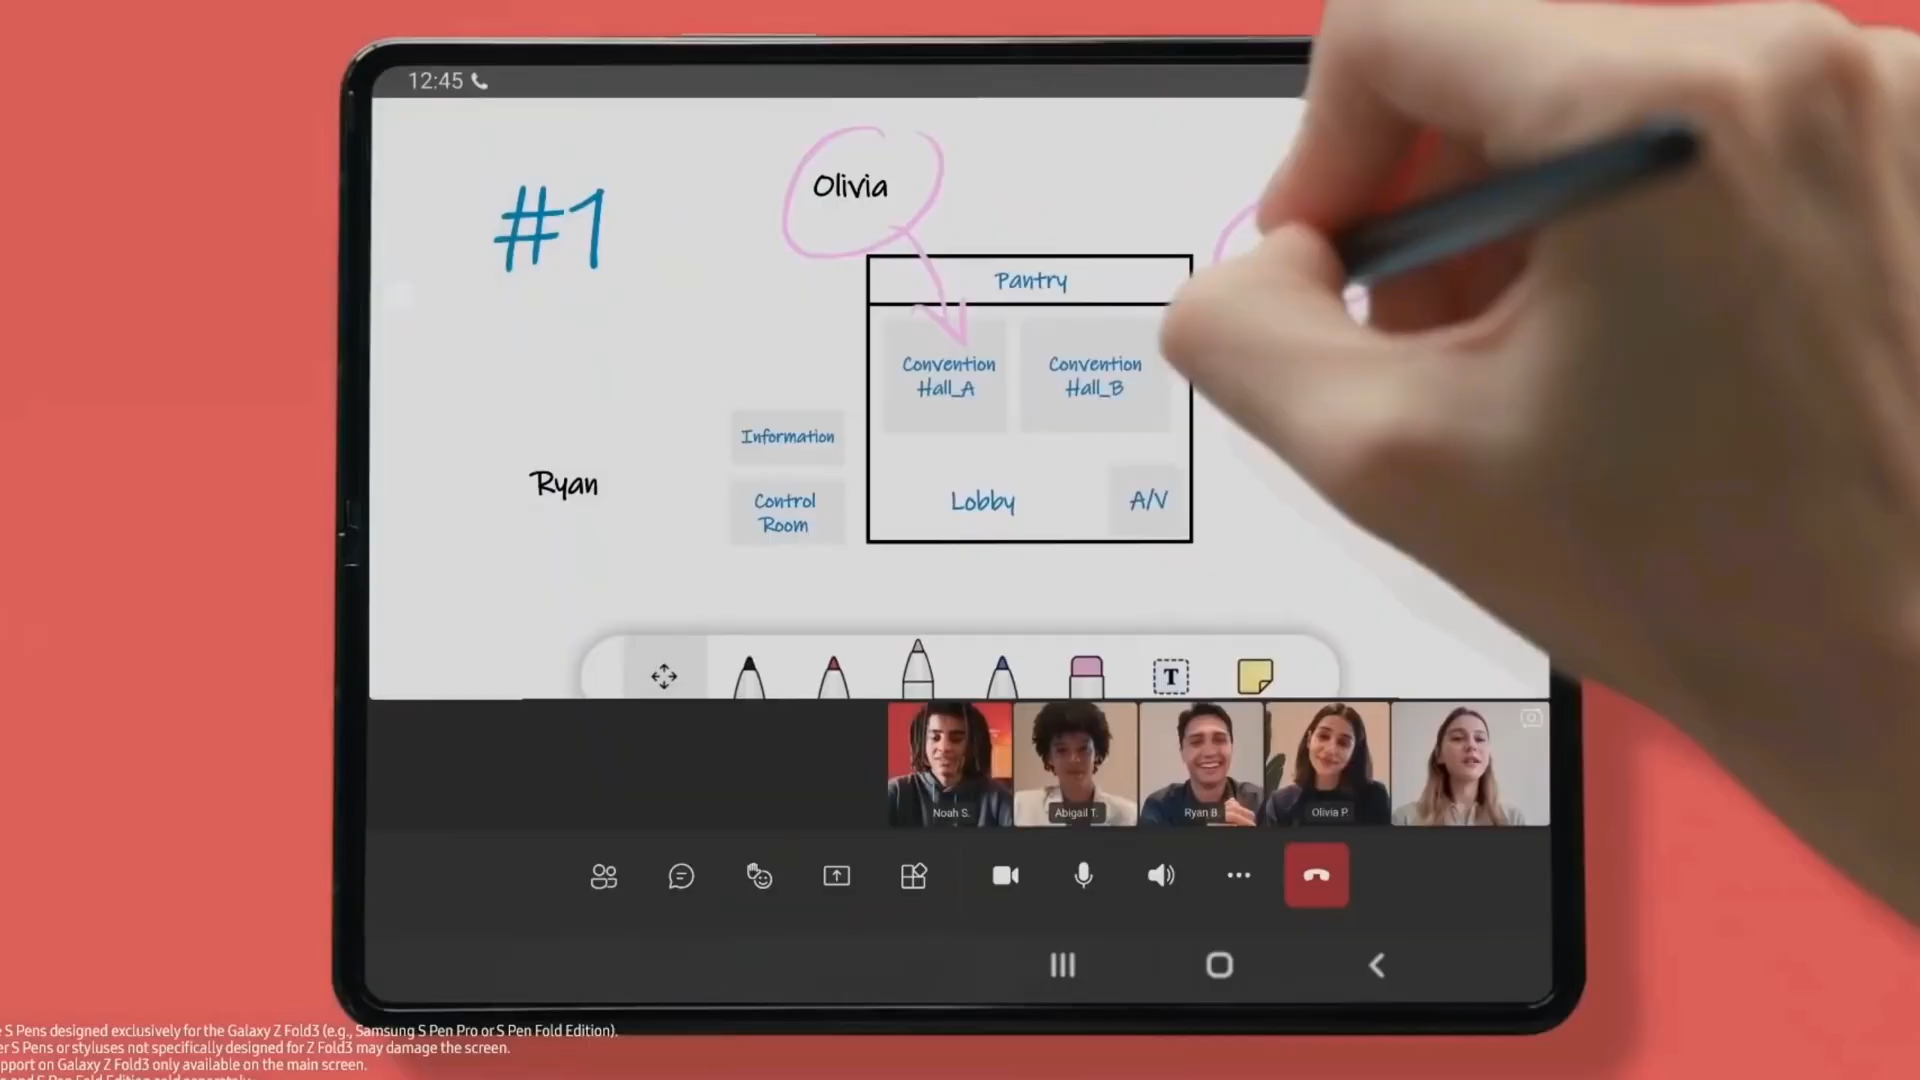 12:45
#1
Olivia
Pantry
Convention
Hall_A
Convention
Hall_B
Information
Ryan
Control
Room
Lobby
A/V
T
Noah S.
Abigail T.
Ryan B.
Olivia P.
S Pens designed exclusively for the Galaxy Z Fold3 (e.g., Samsung S Pen Pro or S Pen Fold Edition).
S Pens or styluses not specifically designed for Z Fold3 may damage the screen.
on Galaxy Z Fold3 only available on the main screen.